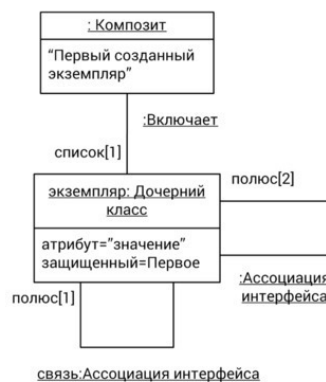 : Композит
“Первый созданный
экземпляр”
:Включает
список[1]
полюс[2]
экземпляр: Дочерний
класс
атрибут=”значение”
защищенный=Первое
:Ассоциация
интерфейса
полюс[1]
связь:Ассоциация интерфейса